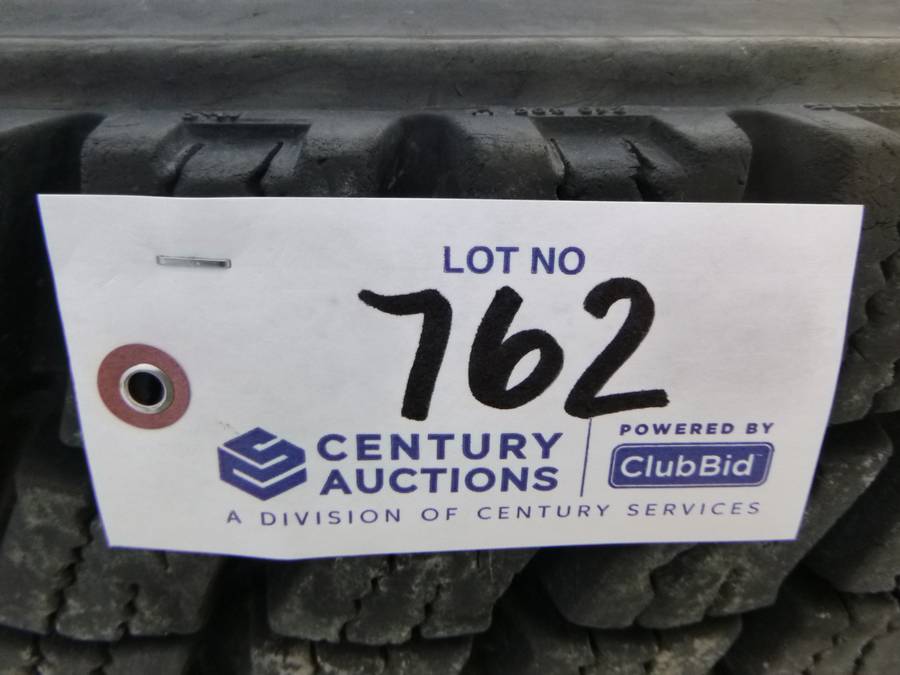 LOT NO
762
CENTURY
AUCTIONS
POWERED BY
ClubBid
A DIVISION OF CENTURY SERVICES